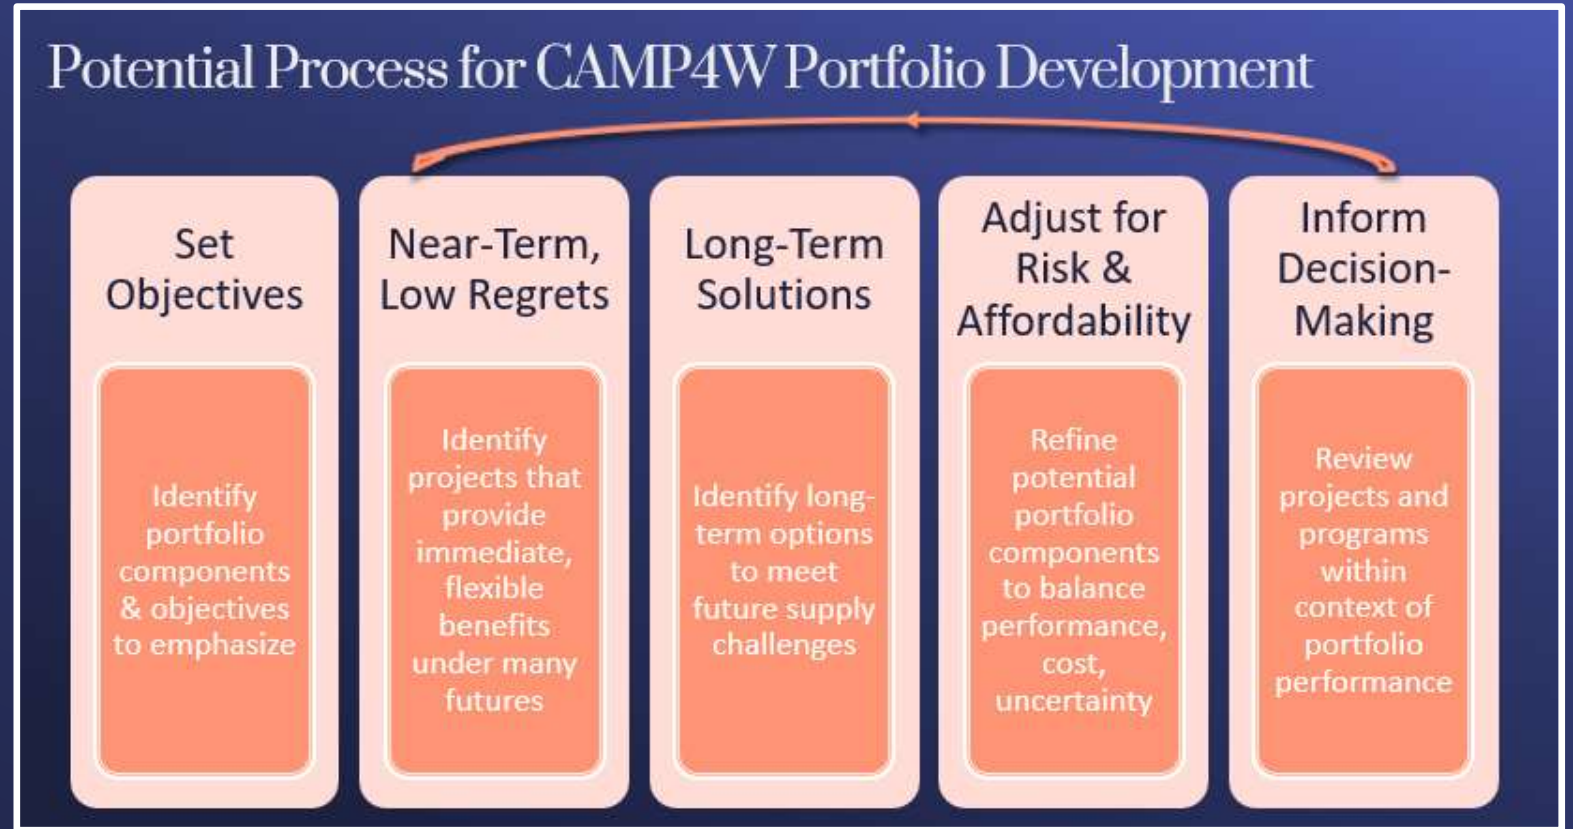 Potential Process for CAMP4W Portfolio Development
Set
Objectives
Identify
portfolio
components
& objectives
to emphasize
Near-Term,
Low Regrets
Identify
projects that
provide
immediate,
flexible
benefits
under many
futures
Long-Term
Solutions
Identify long-
term options
to meet
future supply
challenges
Adjust for
Risk &
Affordability
Refine
potential
portfolio
components
to balance
performance,
cost,
uncertainty
Inform
Decision-
Making
Review
projects and
programs
within
context of
portfolio
performance